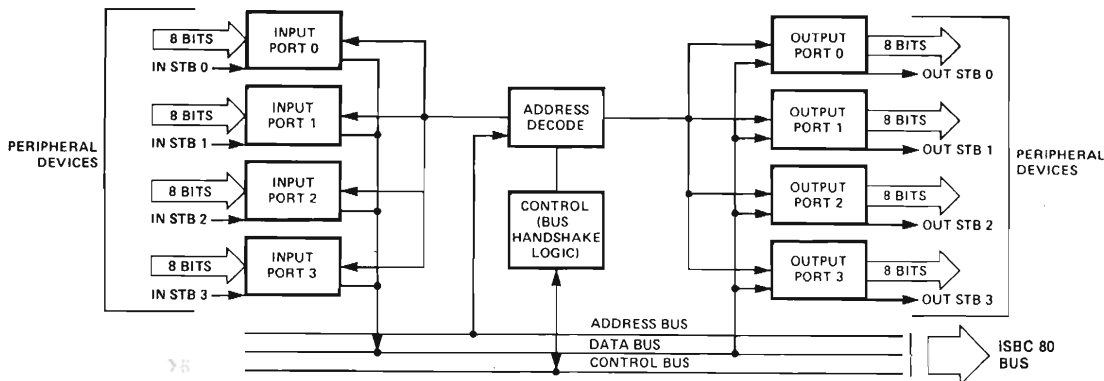 PERIPHERAL
DEVICES
8 BITS
IN STB 0
INPUT
PORT 0
8 BITS
IN STB 1
INPUT
PORT 1
8 BITS
IN STB 2
INPUT
PORT 2
8 BITS
IN STB 3
INPUT
PORT 3
ADDRESS
DECODE
CONTROL
(BUS
HANDSHAKE
LOGIC)
OUTPUT
PORT 0
8 BITS
OUT STB 0
OUTPUT
PORT 1
8 BITS
OUT STB 1
OUTPUT
PORT 2
8 BITS
OUT STB 2
OUTPUT
PORT 3
8 BITS
OUT STB 3
PERIPHERAL
DEVICES
ADDRESS BUS
DATA BUS
CONTROL BUS
iSBC 80
BUS